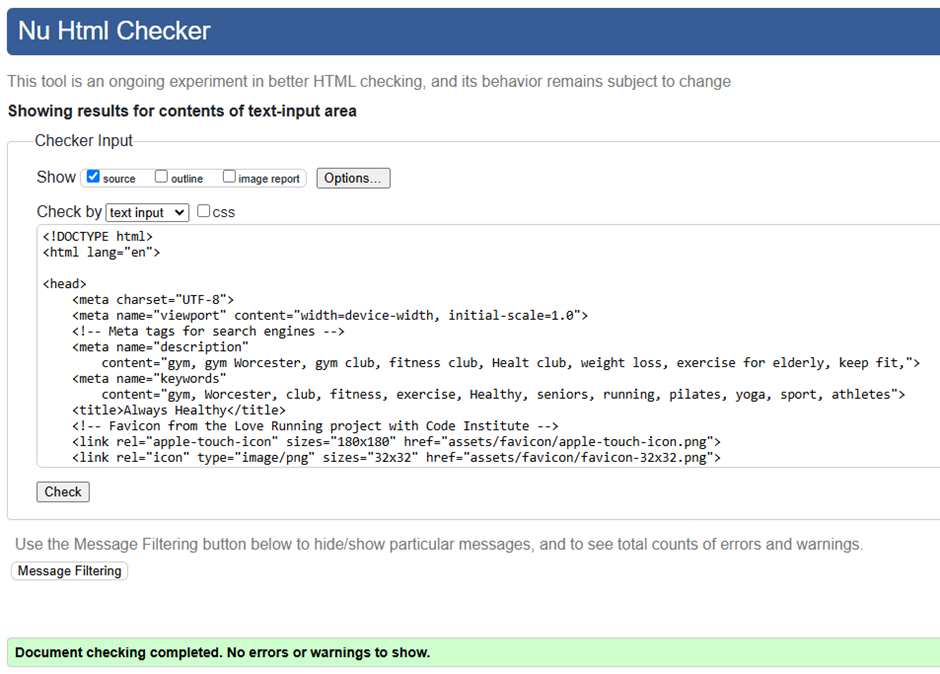 Nu Html Checker
This tool is an ongoing experiment in better HTML checking, and its behavior remains subject to change
Showing results for contents of text-input area
Checker Input
Show source outline image report Options...
Check by text input css
<!DOCTYPE html>
<html lang="en">
<head>
<meta charset="UTF-8">
<meta name="viewport" content="width=device-width, initial-scale=1.0">
<!-- Meta tags for search engines -->
<meta name="description"
content="gym, gym Worcester, gym club, fitness club, Healt club, weight loss, exercise for elderly, keep fit,">
<meta name="keywords"
content="gym, Worcester, club, fitness, exercise, Healthy, seniors, running, pilates, yoga, sport, athletes">
<title>Always Healthy</title>
<!-- Favicon from the Love Running project with Code Institute -->
<link rel="apple-touch-icon" sizes="180x180" href="assets/favicon/apple-touch-icon.png">
<link rel="icon" type="image/png" sizes="32x32" href="assets/favicon/favicon-32x32.png">
Check
Use the Message Filtering button below to hide/show particular messages, and to see total counts of errors and warnings.
Message Filtering
Document checking completed. No errors or warnings to show.